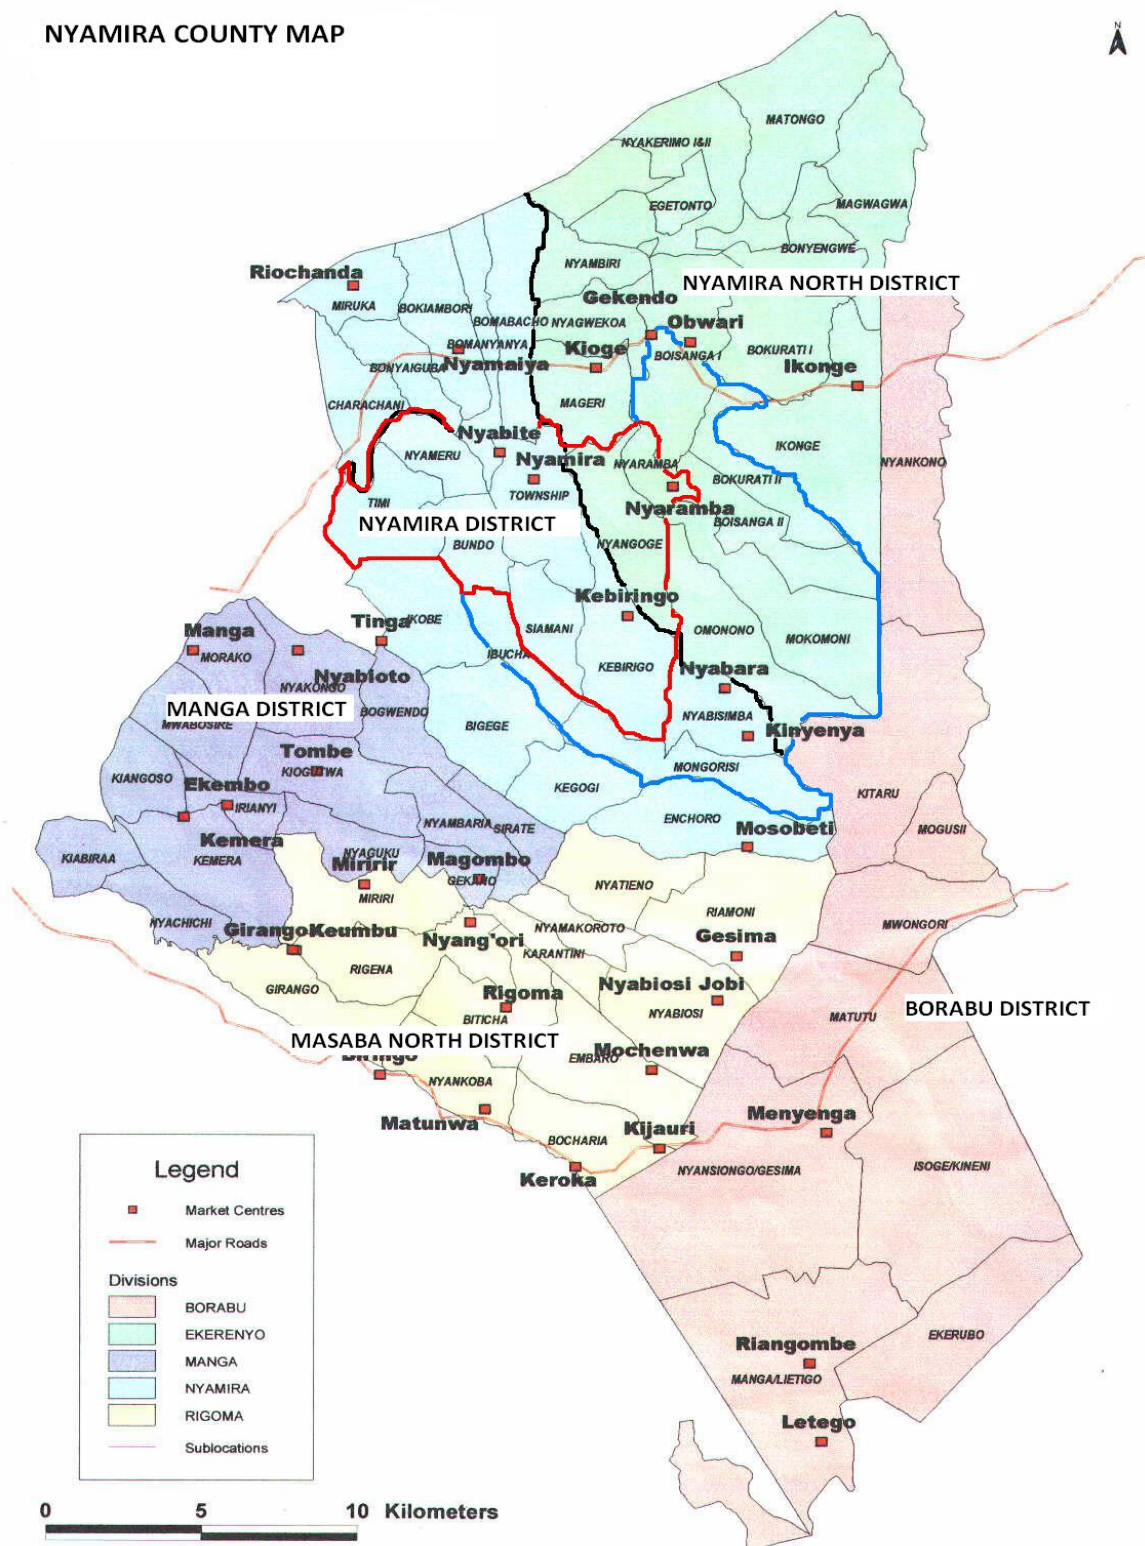 NYAMIRA COUNTY MAP
N
MATONGO
NYAKERIMO I&II
EGETONTO
MAGWAGWA
BONYENGWE
NYAMBIRI
Riochanda
NYAMIRA NORTH DISTRICT
MIRUKA
BOKIAMBORI
Gekendo
BOMABACHO
NYAGWEKOA
Obwari
BOMANYANYA
Kioge
BOISANGA I
BOKURATI I
BONYAIGUBA
Nyamaiya
Ikonge
CHARACHANI
MAGERI
Nyabite
IKONGE
NYAMERU
Nyamira
NYARAMBA
NYANKONO
TIMI
TOWNSHIP
BOKURATI II
Nyaramba
NYAMIRA DISTRICT
BOISANGA II
BUNDO
NYANGOGE
Kebiringo
Tinga
IKOBE
SIAMANI
OMONONO
MOKOMONI
Manga
MORAKO
IBUCHA
KEBIRIGO
Nyabara
Nyabioto
NYAKONGO
MANGA DISTRICT
BOGWENDO
NYABISIMBA
MWABOSIRE
BIGEGE
Kinyenya
Tombe
KIOGUTWA
MONGORISI
KIANGOSO
Ekembo
KEGOGI
KITARU
IRIANYI
ENCHORO
NYAMBARIA
SIRATE
Mosobeti
MOGUSII
Kemera
KIABIRAA
KEMERA
NYAGUKU
Miririr
Magombo
GEKANO
NYATIENO
MIRIRI
RIAMONI
NYACHICHI
Girango
Keumbu
Nyang'ori
NYAMAKOROTO
MWONGORI
Gesima
KARANTINI
RIGENA
GIRANGO
Rigoma
Nyabiosi Jobi
BITICHA
NYABIOSI
MATUTU
BORABU DISTRICT
MASABA NORTH DISTRICT
EMBARO
Mochenwa
NYANKOBA
Matunwa
Menyenga
Kijauri
BOCHARIA
Keroka
NYANSIONGO/GESIMA
ISOGE/KINENI
Legend
Market Centres
Major Roads
Divisions
BORABU
EKERENYO
MANGA
NYAMIRA
RIGOMA
Sublocations
EKERUBO
Riangombe
MANGA/LIETIGO
Letego
0 5 10 Kilometers